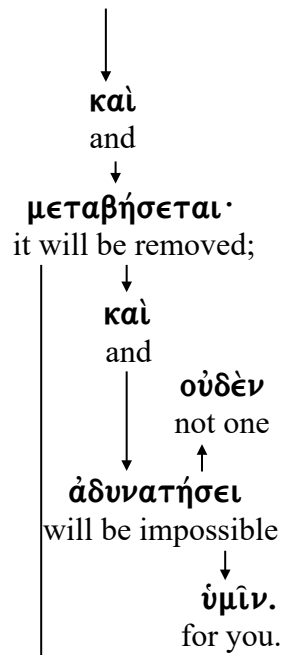 καὶ
and
μεταβήσεται·
it will be removed;
καὶ
and
οὐδὲν
not one
ἀδυνατήσει
will be impossible
ὑμῖν.
for you.